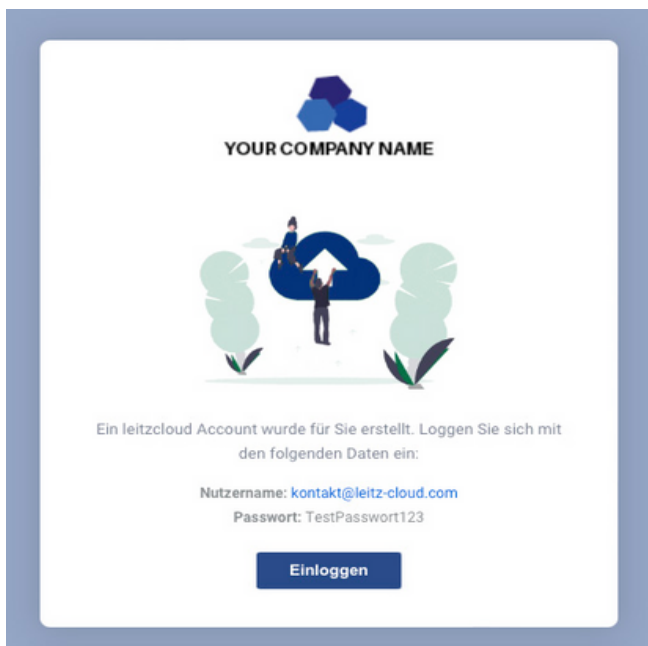 YOUR COMPANY NAME
Ein leitzcloud Account wurde für Sie erstellt. Loggen Sie sich mit
den folgenden Daten ein:
Nutzername: kontakt@leitz-cloud.com
Passwort: TestPasswort123
Einloggen